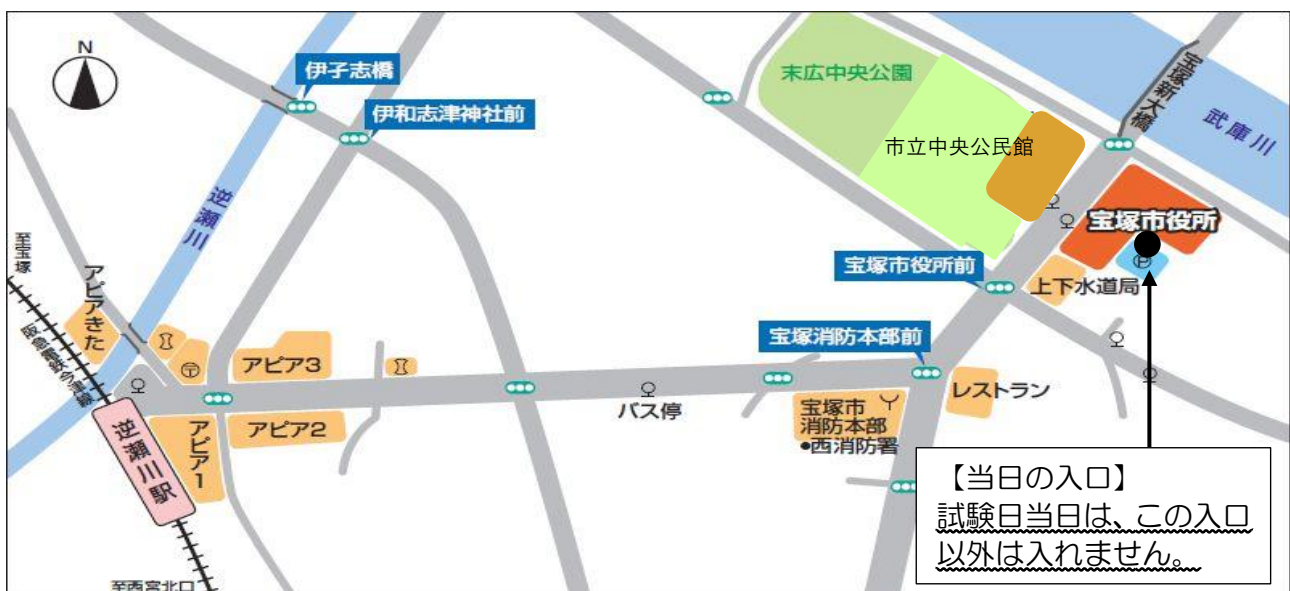 N
伊子志橋
伊和志津神社前
末広中央公園
市立中央公民館
宝塚新大橋
武庫川
逆瀬川
至宝塚
アピアきた
阪急電鉄今津線
宝塚市役所
P
宝塚市役所前
上下水道局
宝塚消防本部前
アピア3
バス停
レストラン
アピア2
アピア1
宝塚市
消防本部
●西消防署
逆瀬川駅
至西宮北口
【当日の入口】
試験日当日は、この入口
以外は入れません。